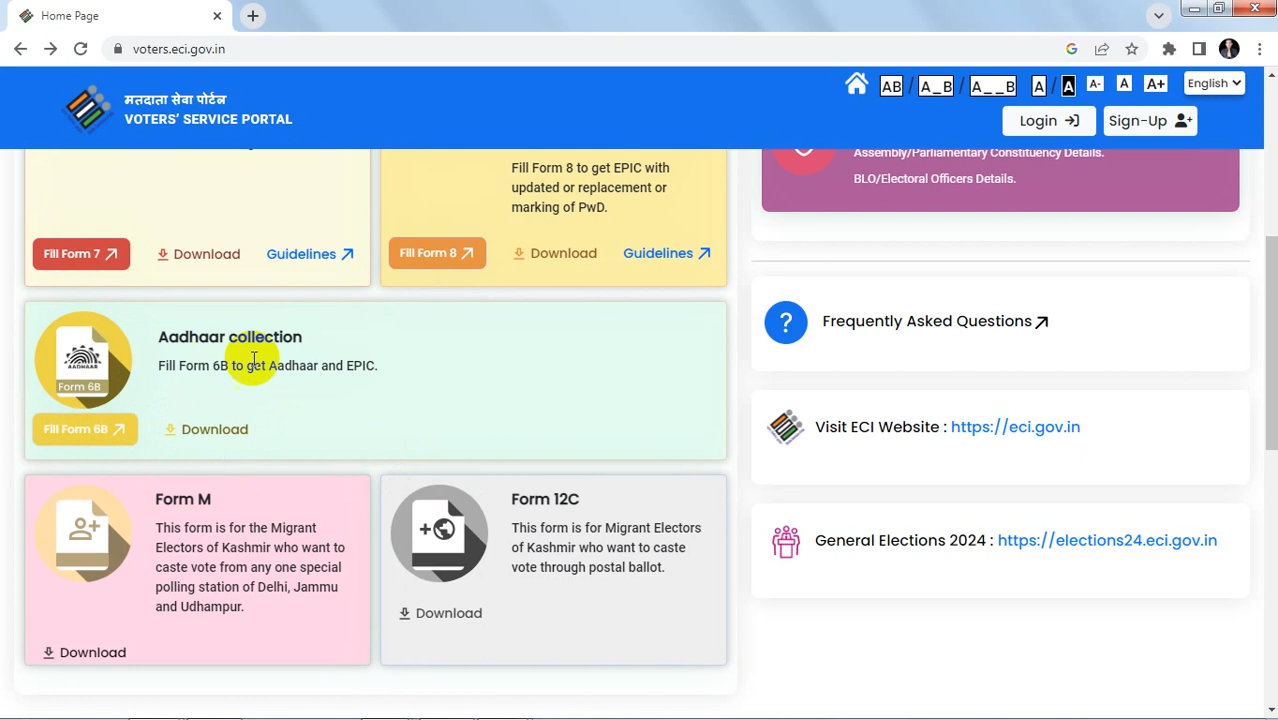 Home Page
voters.eci.gov.in
मतदाता सेवा पोर्टल
VOTERS' SERVICE PORTAL
AB / A_B / A__B A / A A- A A+ English
Login Sign-Up
Fill Form 8 to get EPIC with
updated or replacement or
marking of PwD.
Fill Form 7 Download Guidelines
Fill Form 8 Download Guidelines
Assembly/Parliamentary Constituency Details.
BLO/Electoral Officers Details.
AADHAAR
Form 6B
Aadhaar collection
Fill Form 6B to get Aadhaar and EPIC.
Fill Form 6B Download
Form M
This form is for the Migrant
Electors of Kashmir who want to
caste vote from any one special
polling station of Delhi, Jammu
and Udhampur.
Download
Form 12C
This form is for Migrant Electors
of Kashmir who want to caste
vote through postal ballot.
Download
? Frequently Asked Questions
Visit ECI Website : https://eci.gov.in
General Elections 2024 : https://elections24.eci.gov.in